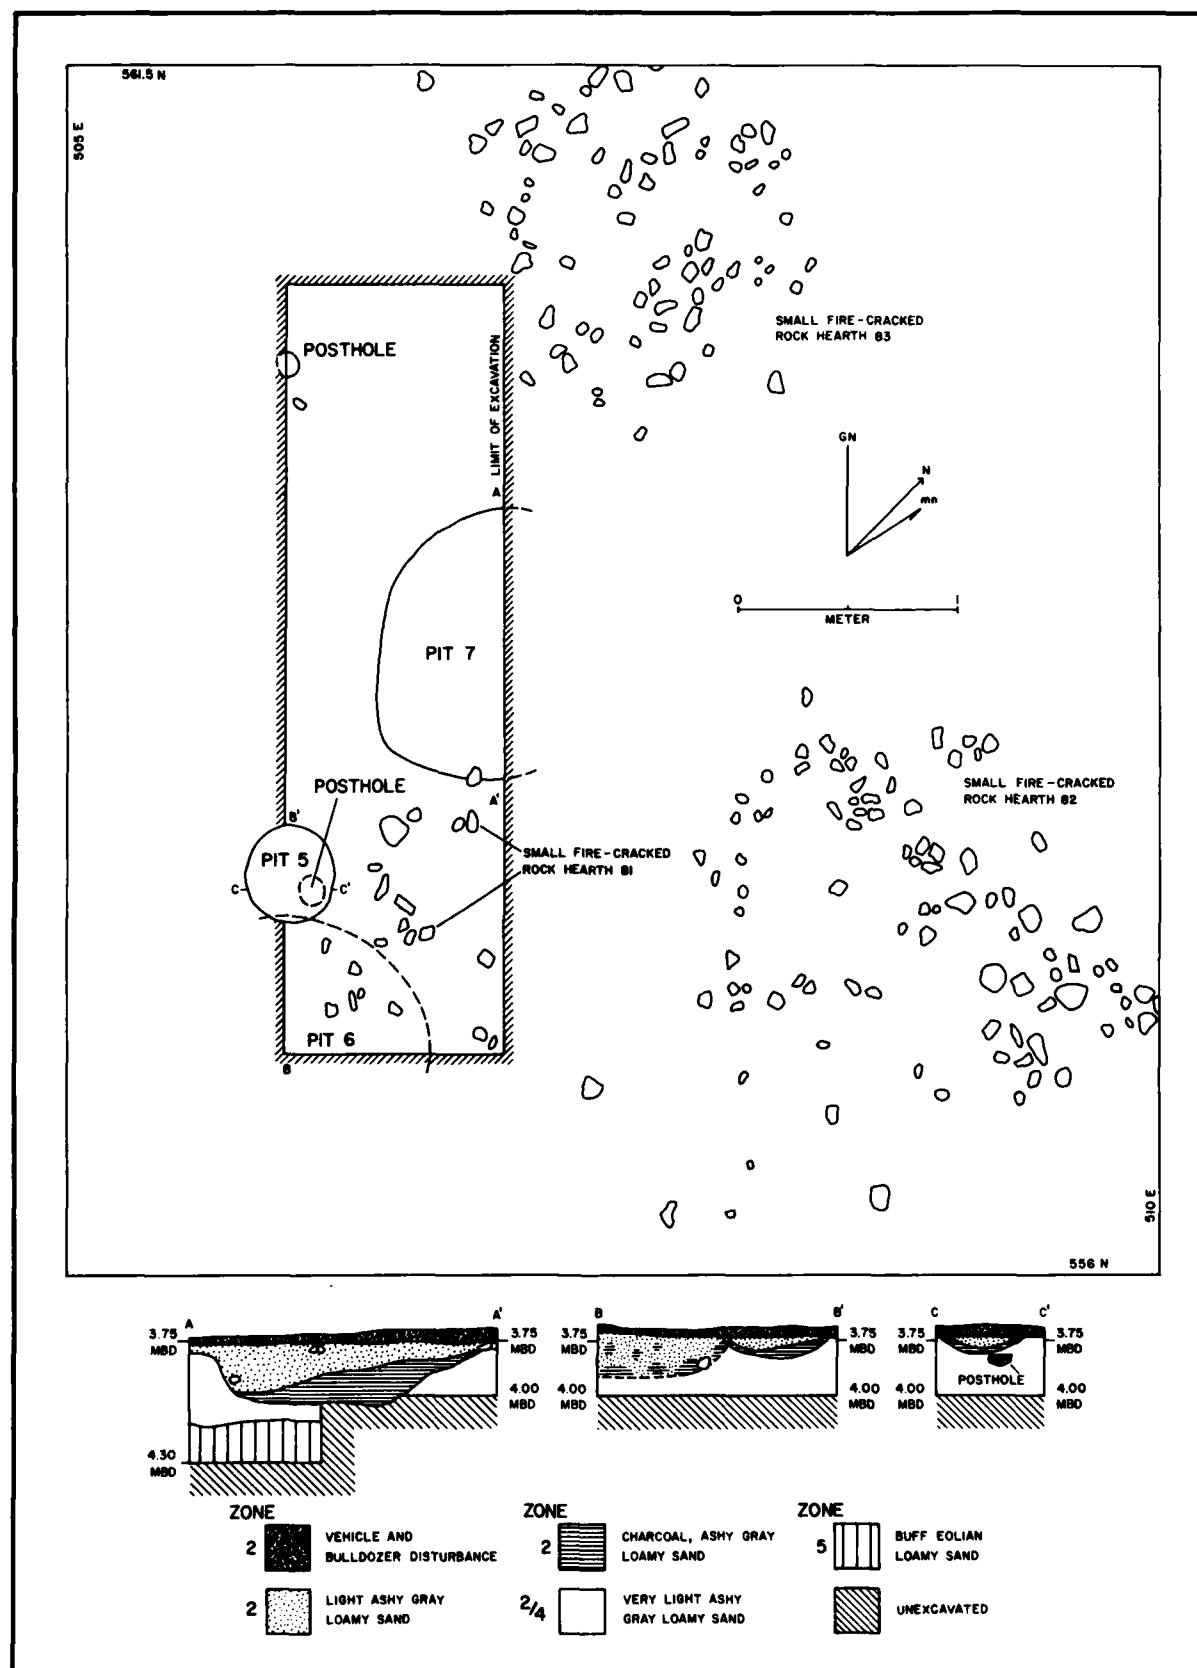 561.5 N
505 E
SMALL FIRE-CRACKED
ROCK HEARTH 83
POSTHOLE
LIMIT OF EXCAVATION
A
GN
N
mn
0
1
METER
PIT 7
POSTHOLE
A'
B'
SMALL FIRE-CRACKED
ROCK HEARTH 82
PIT 5
SMALL FIRE-CRACKED
ROCK HEARTH 81
C
C'
PIT 6
B
510 E
556 N
A
A'
3.75
MBD
3.75
MBD
4.00
MBD
4.30
MBD
B
B'
3.75
MBD
3.75
MBD
4.00
MBD
4.00
MBD
C
C'
3.75
MBD
3.75
MBD
POSTHOLE
4.00
MBD
4.00
MBD
ZONE
2 VEHICLE AND
BULLDOZER DISTURBANCE
2 LIGHT ASHY GRAY
LOAMY SAND
ZONE
2 CHARCOAL, ASHY GRAY
LOAMY SAND
2/4 VERY LIGHT ASHY
GRAY LOAMY SAND
ZONE
5 BUFF EOLIAN
LOAMY SAND
UNEXCAVATED